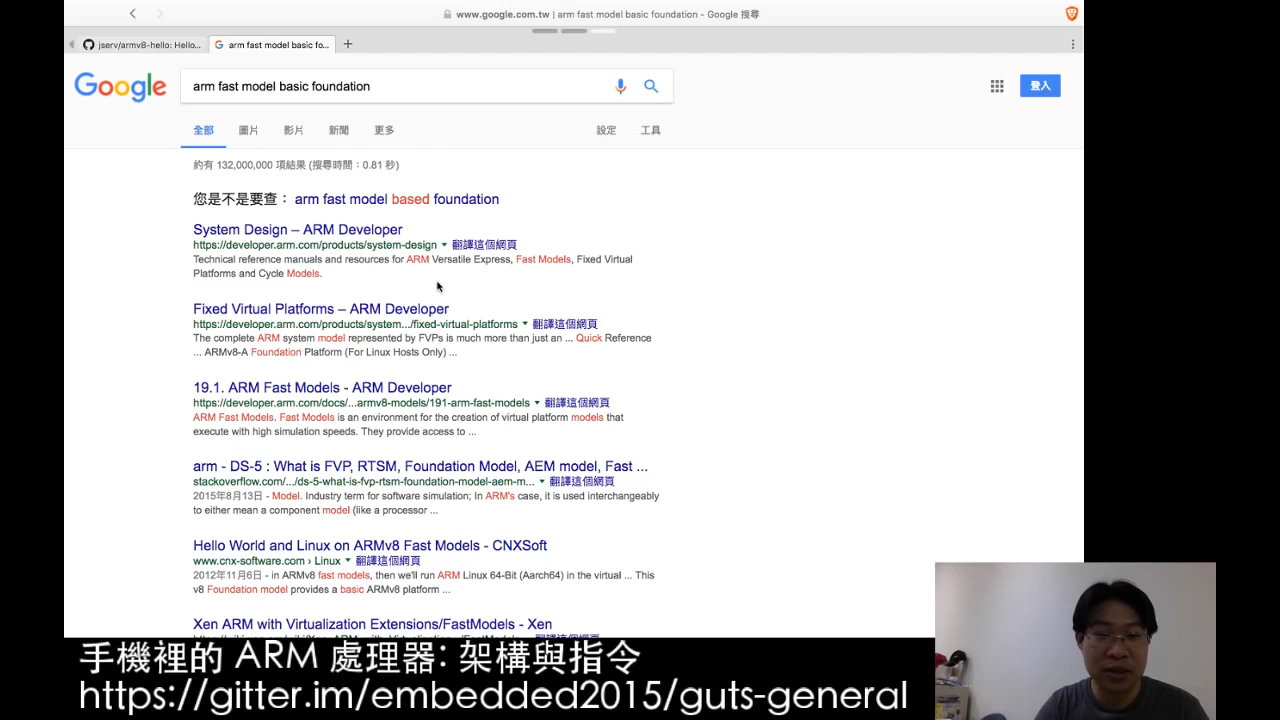 www.google.com.tw | arm fast model basic foundation - Google 搜尋
jserv/armv8-hello: Hello...
arm fast model basic fo...
Google
arm fast model basic foundation
登入
全部 圖片 影片 新聞 更多 設定 工具
約有 132,000,000 項結果 (搜尋時間：0.81 秒)
您是不是要查： arm fast model based foundation
System Design – ARM Developer
https://developer.arm.com/products/system-design 翻譯這個網頁
Technical reference manuals and resources for ARM Versatile Express, Fast Models, Fixed Virtual
Platforms and Cycle Models.
Fixed Virtual Platforms – ARM Developer
https://developer.arm.com/products/system.../fixed-virtual-platforms 翻譯這個網頁
The complete ARM system model represented by FVPs is much more than just an ... Quick Reference
... ARMv8-A Foundation Platform (For Linux Hosts Only) ...
19.1. ARM Fast Models - ARM Developer
https://developer.arm.com/docs/...armv8-models/191-arm-fast-models 翻譯這個網頁
ARM Fast Models. Fast Models is an environment for the creation of virtual platform models that
execute with high simulation speeds. They provide access to ...
arm - DS-5 : What is FVP, RTSM, Foundation Model, AEM model, Fast ...
stackoverflow.com/.../ds-5-what-is-fvp-rtsm-foundation-model-aem-m... 翻譯這個網頁
2015年8月13日 - Model. Industry term for software simulation; In ARM's case, it is used interchangeably
to either mean a component model (like a processor ...
Hello World and Linux on ARMv8 Fast Models - CNXSoft
www.cnx-software.com › Linux 翻譯這個網頁
2012年11月6日 - in ARMv8 fast models, then we'll run ARM Linux 64-Bit (Aarch64) in the virtual ... This
v8 Foundation model provides a basic ARMv8 platform ...
Xen ARM with Virtualization Extensions/FastModels - Xen
手機裡的 ARM 處理器: 架構與指令
https://gitter.im/embedded2015/guts-general